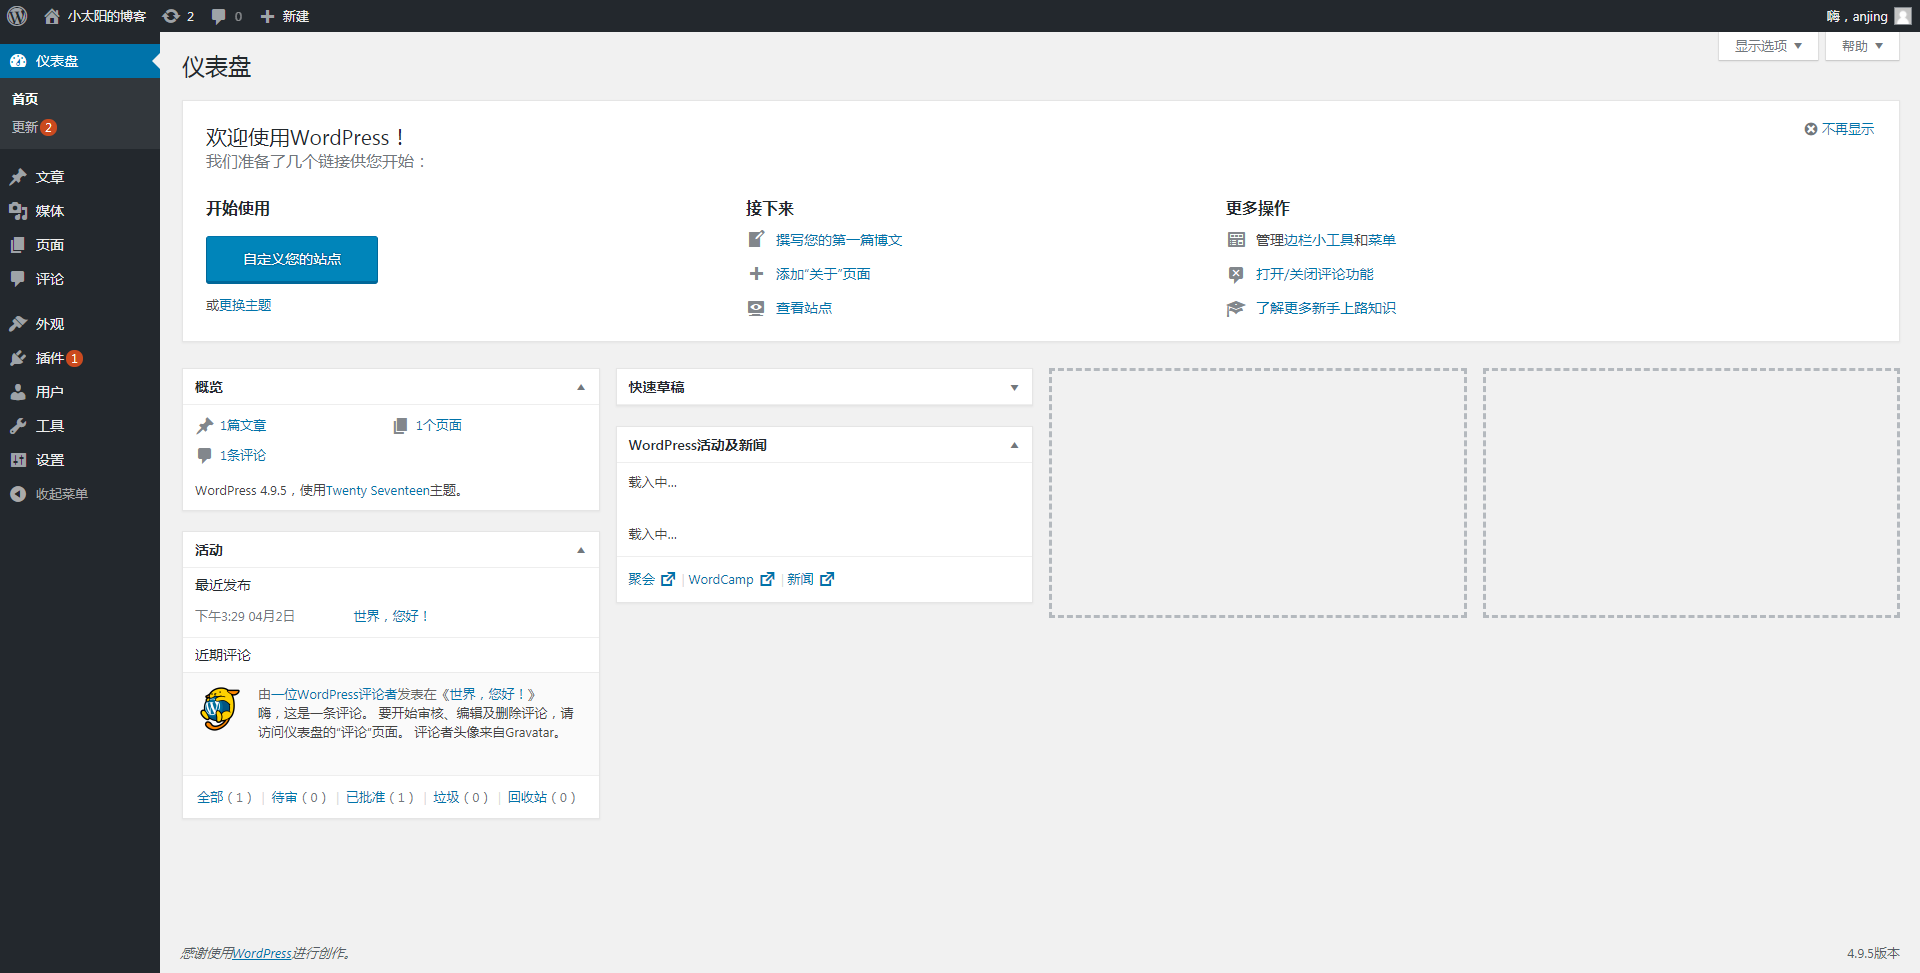 小太阳的博客 2 0 新建 嗨，anjing
仪表盘
首页
更新 2
文章
媒体
页面
评论
外观
插件 1
用户
工具
设置
收起菜单
显示选项
帮助
仪表盘
欢迎使用WordPress！
我们准备了几个链接供您开始：
不再显示
开始使用
自定义您的站点
或更换主题
接下来
撰写您的第一篇博文
添加“关于”页面
查看站点
更多操作
管理边栏小工具和菜单
打开/关闭评论功能
了解更多新手上路知识
概览
1篇文章 1个页面
1条评论
WordPress 4.9.5，使用Twenty Seventeen主题。
活动
最近发布
下午3:29 04月2日 世界，您好！
近期评论
由一位WordPress评论者发表在《世界，您好！》
嗨，这是一条评论。 要开始审核、编辑及删除评论，请
访问仪表盘的“评论”页面。 评论者头像来自Gravatar。
全部（1） | 待审（0） | 已批准（1） | 垃圾（0） | 回收站（0）
快速草稿
WordPress活动及新闻
载入中...
载入中...
聚会 | WordCamp | 新闻
感谢使用WordPress进行创作。
4.9.5版本